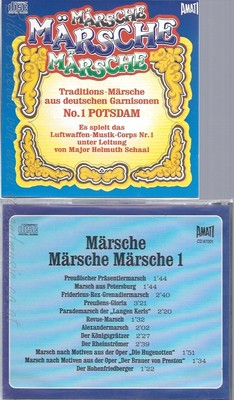 MÄRSCHE
MÄRSCHE
MÄRSCHE
AMATI
Traditions-Märsche
aus deutschen Garnisonen
No.1 POTSDAM
Es spielt das
Luftwaffen-Musik-Corps Nr.1
unter Leitung
von Major Helmuth Schaal
AMATI
Märsche
Märsche Märsche 1
Preußischer Präsentiermarsch 1'44
Marsch aus Petersburg 1'44
Fridericus-Rex-Grenadiermarsch 2'40
Preußens-Gloria 3'21
Parademarsch der „Langen Kerls" 2'20
Revue-Marsch 1'32
Alexandermarsch 2'02
Der Königsgrätzer 2'27
Der Rheinströmer 2'39
Marsch nach Motiven aus der Oper „Die Hugenotten" 1'51
Marsch nach Motiven aus der Oper „Der Brauer von Preston" 1'34
Der Hohenfriedberger 1'22